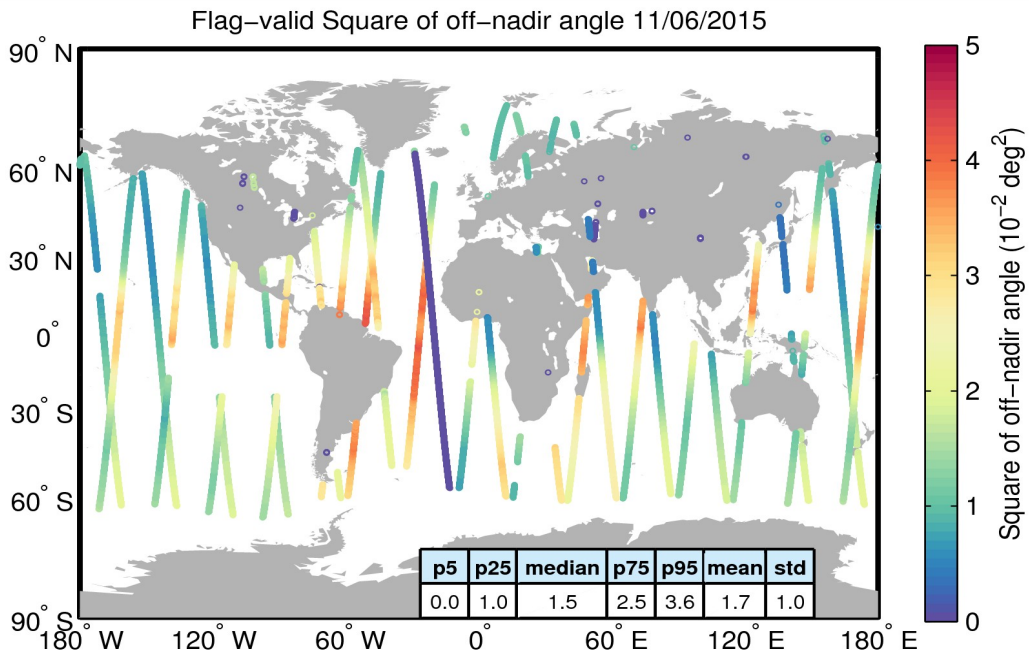 Flag−valid Square of off−nadir angle 11/06/2015
90° N
60° N
30° N
0°
30° S
60° S
90° S
180° W
120° W
60° W
0°
60° E
120° E
180° E
p5 p25 median p75 p95 mean std
0.0 1.0 1.5 2.5 3.6 1.7 1.0
5
4
3
2
1
0
Square of off−nadir angle (10⁻² deg²)